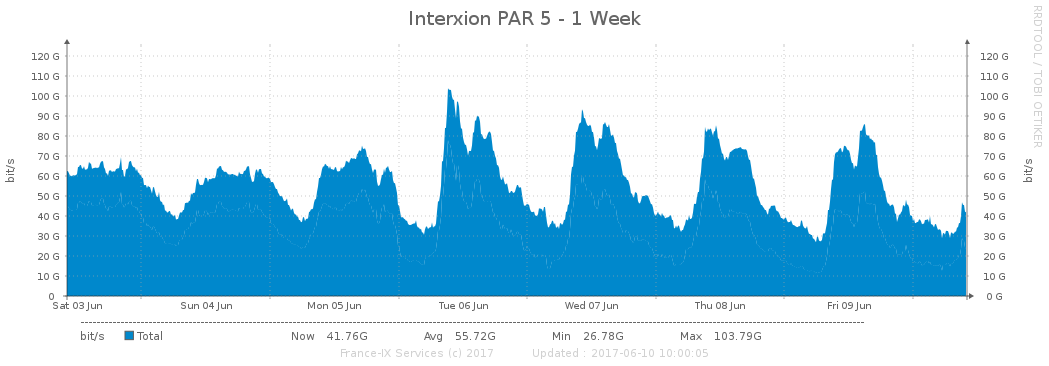 Interxion PAR 5 - 1 Week
RRDTOOL / TOBI OETIKER
bit/s
bit/s
120 G 120 G
110 G 110 G
100 G 100 G
90 G 90 G
80 G 80 G
70 G 70 G
60 G 60 G
50 G 50 G
40 G 40 G
30 G 30 G
20 G 20 G
10 G 10 G
0 0 G
Sat 03 Jun Sun 04 Jun Mon 05 Jun Tue 06 Jun Wed 07 Jun Thu 08 Jun Fri 09 Jun
bit/s Total Now 41.76G Avg 55.72G Min 26.78G Max 103.79G
France-IX Services (c) 2017 Updated : 2017-06-10 10:00:05